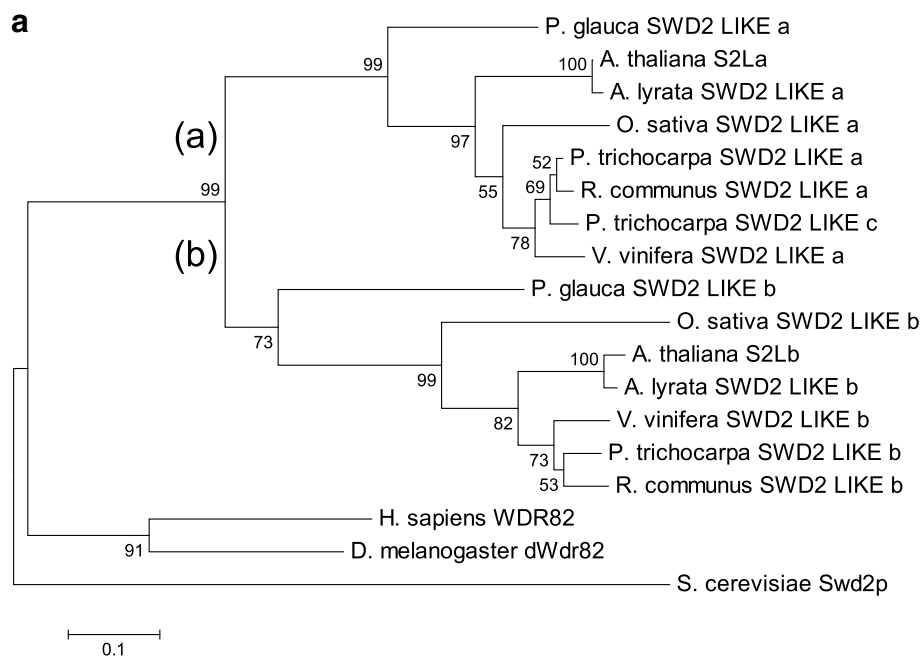 a
P. glauca SWD2 LIKE a
A. thaliana S2La
99
100
A. lyrata SWD2 LIKE a
O. sativa SWD2 LIKE a
(a)
97
P. trichocarpa SWD2 LIKE a
52
R. communus SWD2 LIKE a
99
55
69
P. trichocarpa SWD2 LIKE c
78
V. vinifera SWD2 LIKE a
(b)
P. glauca SWD2 LIKE b
O. sativa SWD2 LIKE b
73
A. thaliana S2Lb
100
99
A. lyrata SWD2 LIKE b
82
V. vinifera SWD2 LIKE b
P. trichocarpa SWD2 LIKE b
73
53
R. communus SWD2 LIKE b
H. sapiens WDR82
91
D. melanogaster dWdr82
S. cerevisiae Swd2p
0.1